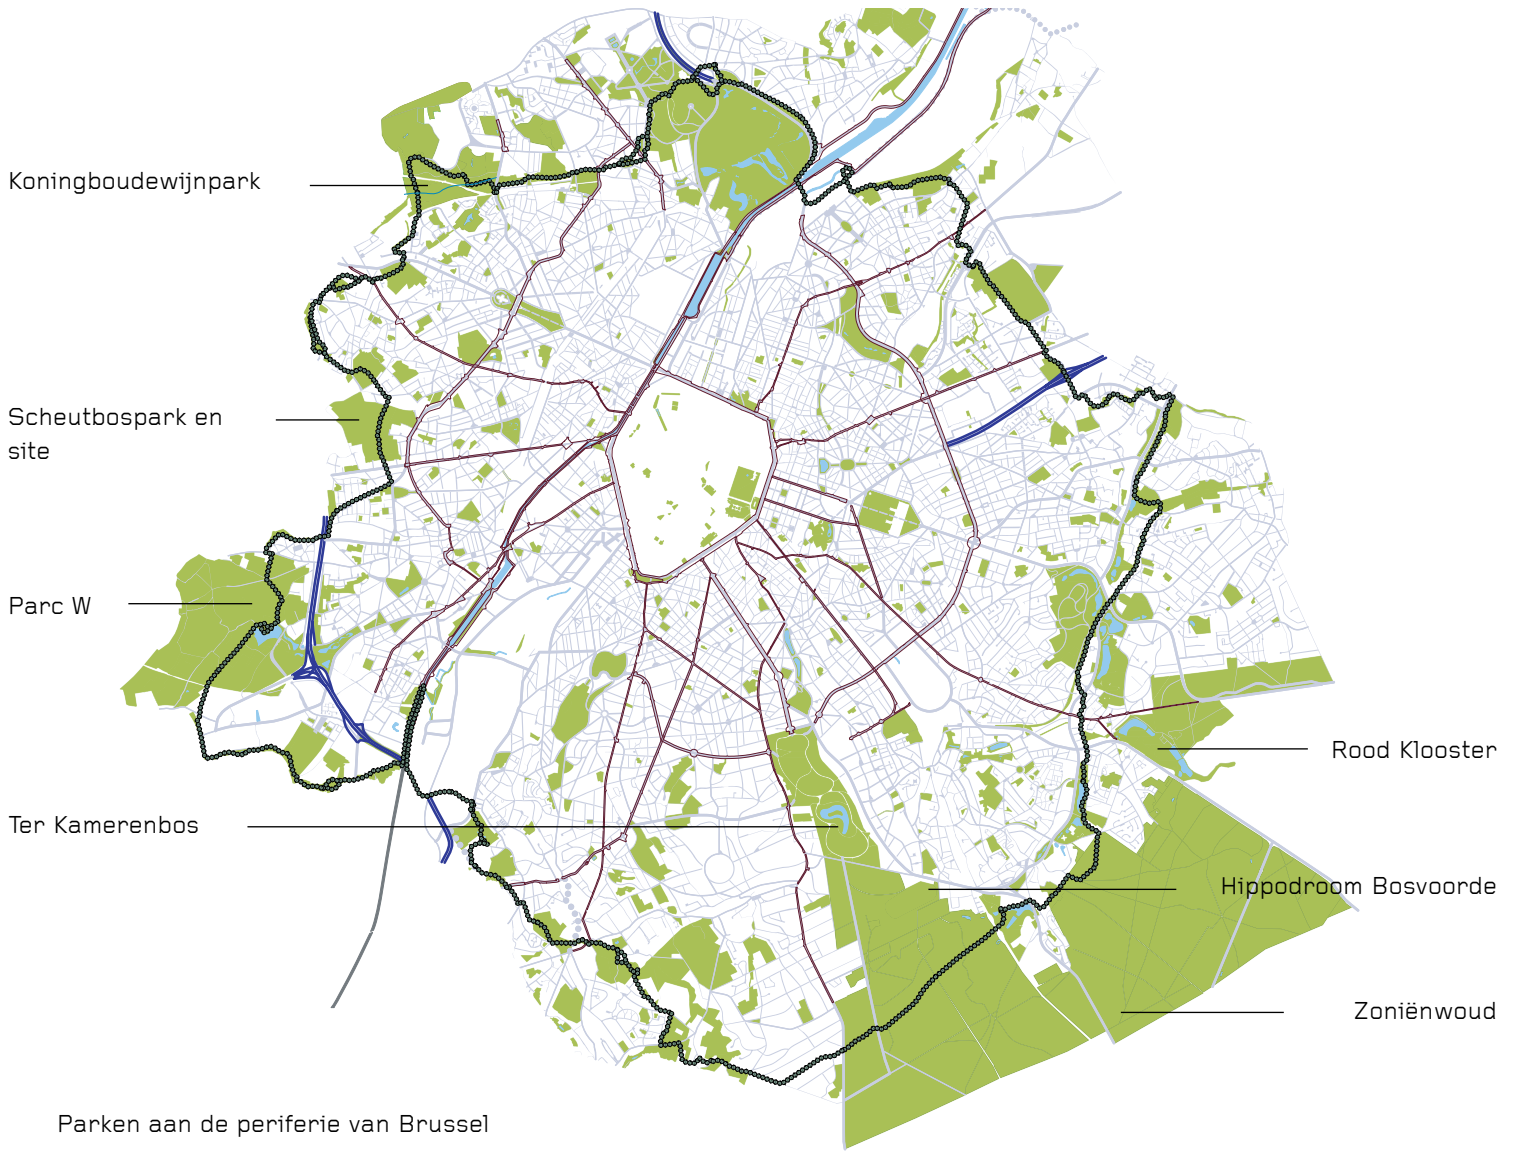 Koningboudewijnpark
Scheutbospark en
site
Parc W
Rood Klooster
Ter Kamerenbos
Hippodroom Bosvoorde
Zoniënwoud
Parken aan de periferie van Brussel